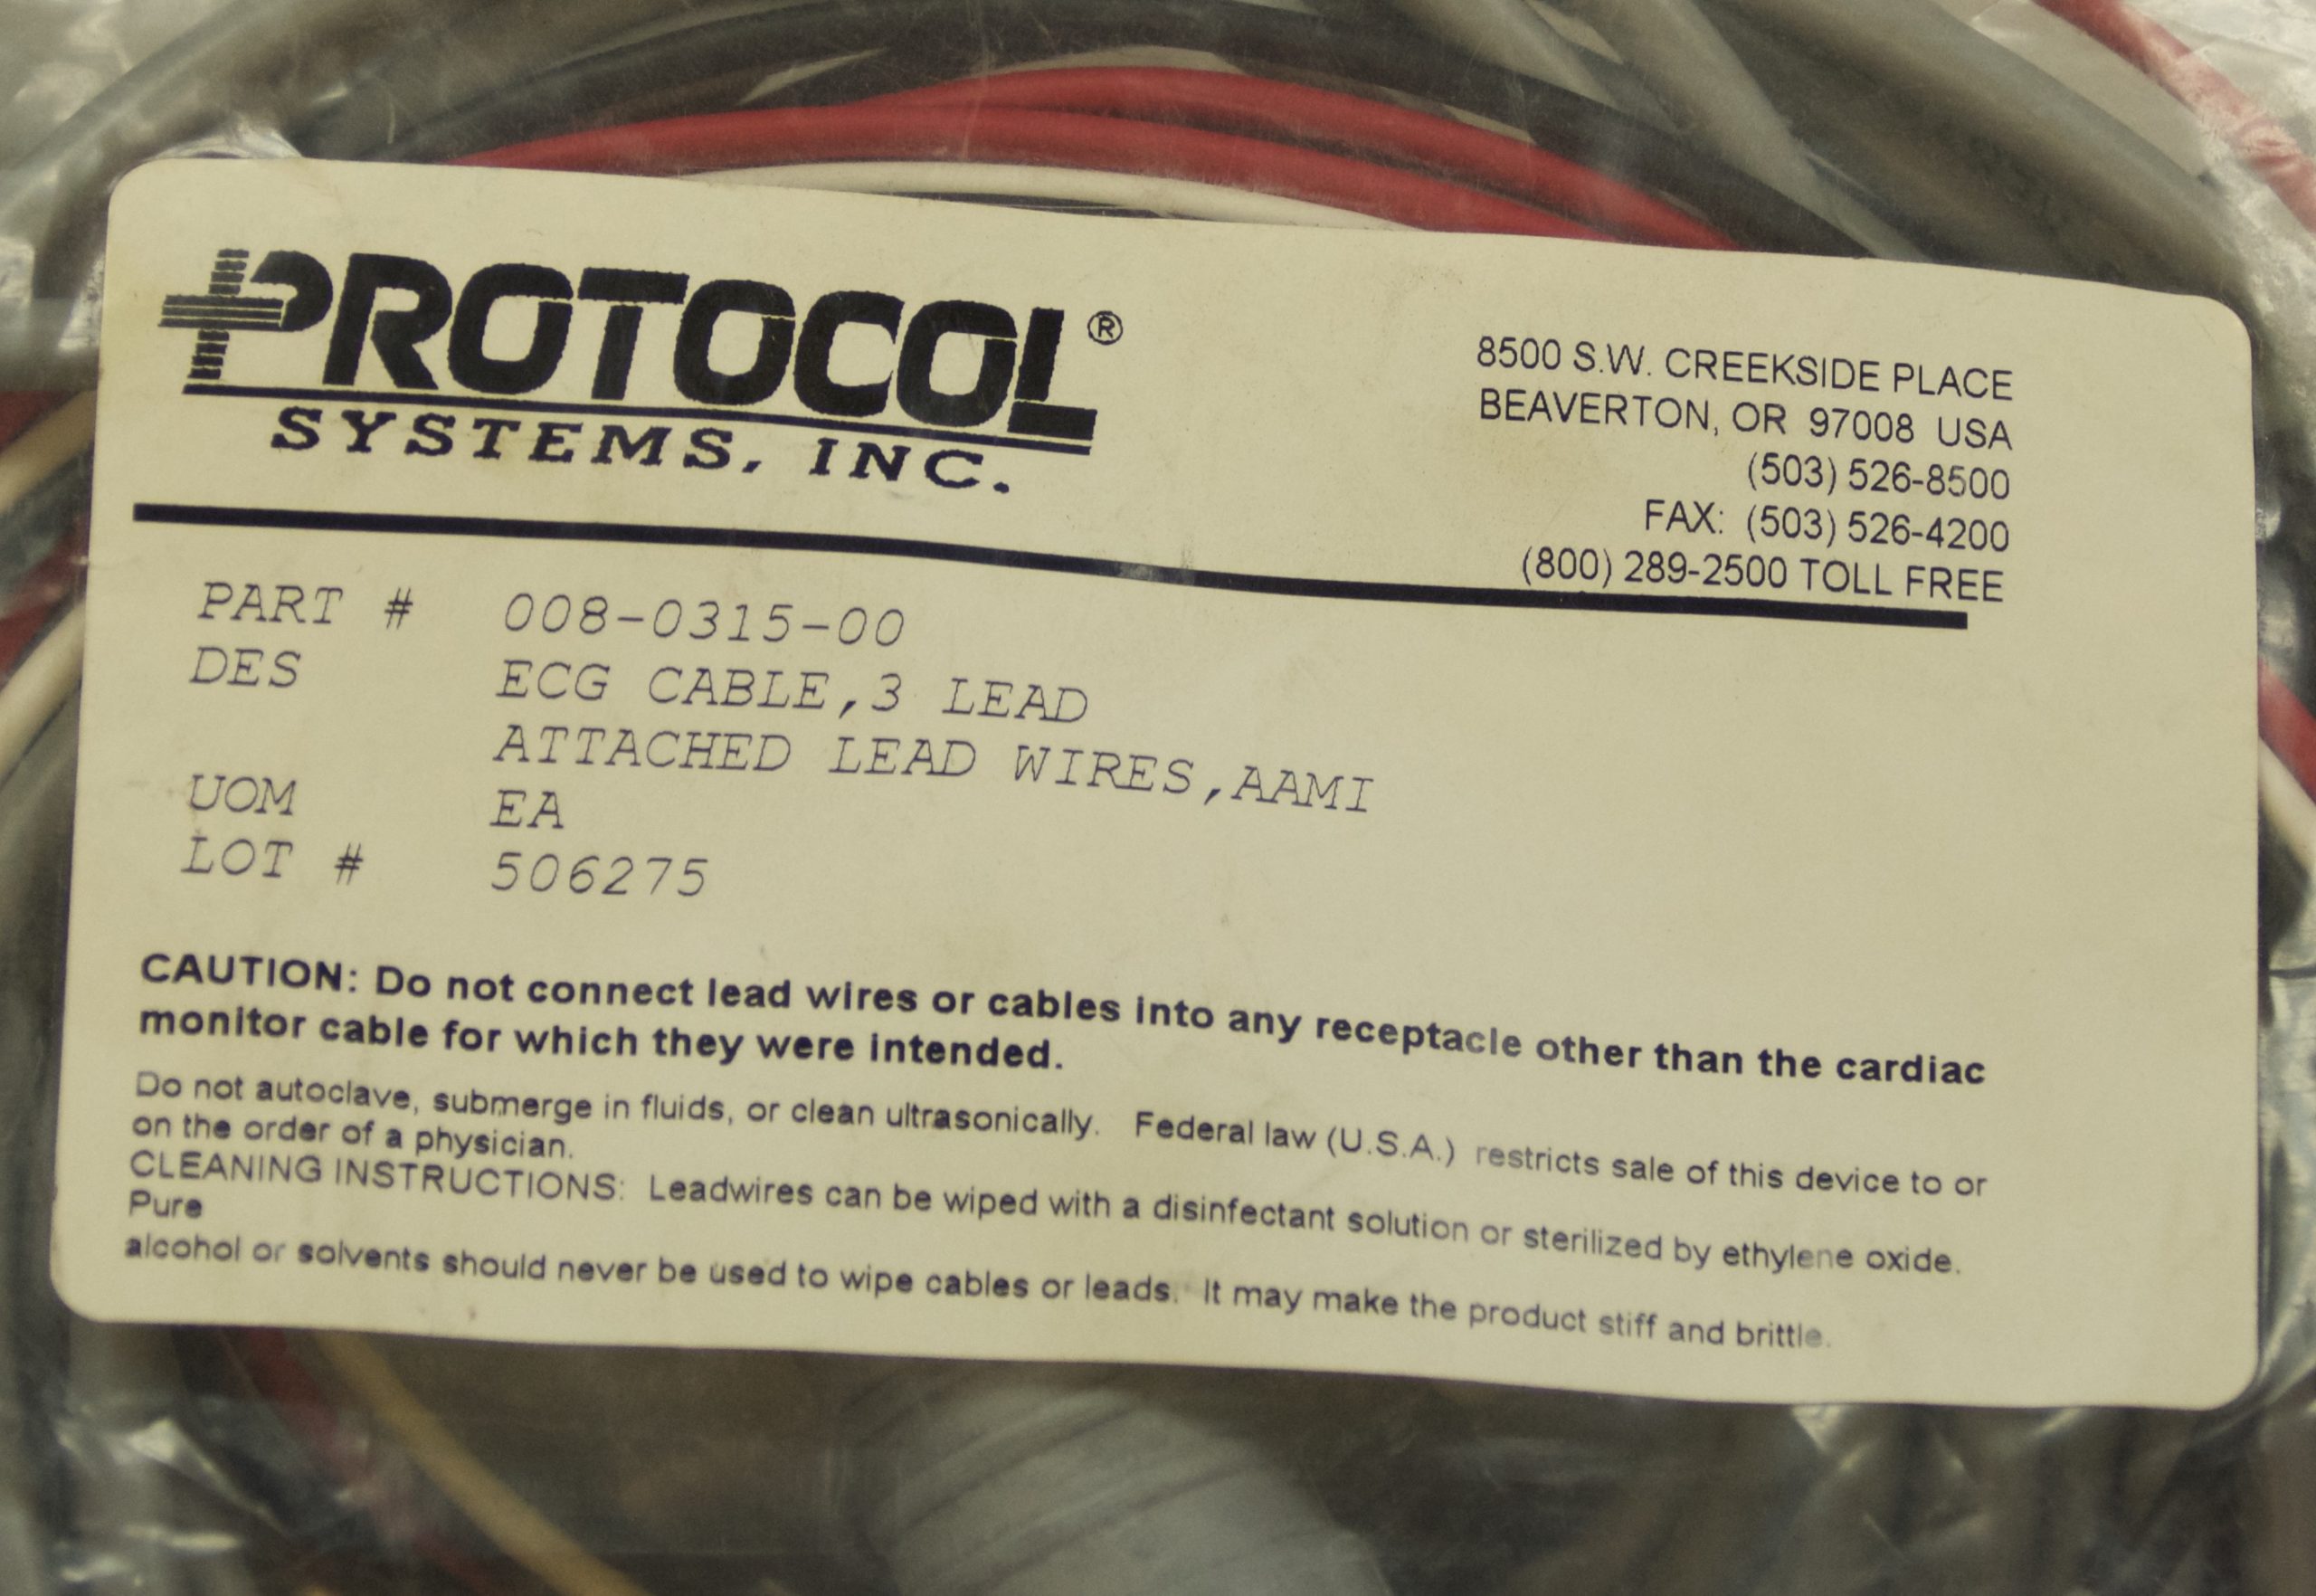 PROTOCOL®
SYSTEMS, INC.
8500 S.W. CREEKSIDE PLACE
BEAVERTON, OR 97008 USA
(503) 526-8500
FAX: (503) 526-4200
(800) 289-2500 TOLL FREE
PART # 008-0315-00
DES ECG CABLE,3 LEAD
ATTACHED LEAD WIRES,AAMI
UOM EA
LOT # 506275
CAUTION: Do not connect lead wires or cables into any receptacle other than the cardiac
monitor cable for which they were intended.
Do not autoclave, submerge in fluids, or clean ultrasonically. Federal law (U.S.A.) restricts sale of this device to or
on the order of a physician.
CLEANING INSTRUCTIONS: Leadwires can be wiped with a disinfectant solution or sterilized by ethylene oxide.
Pure
alcohol or solvents should never be used to wipe cables or leads. It may make the product stiff and brittle.